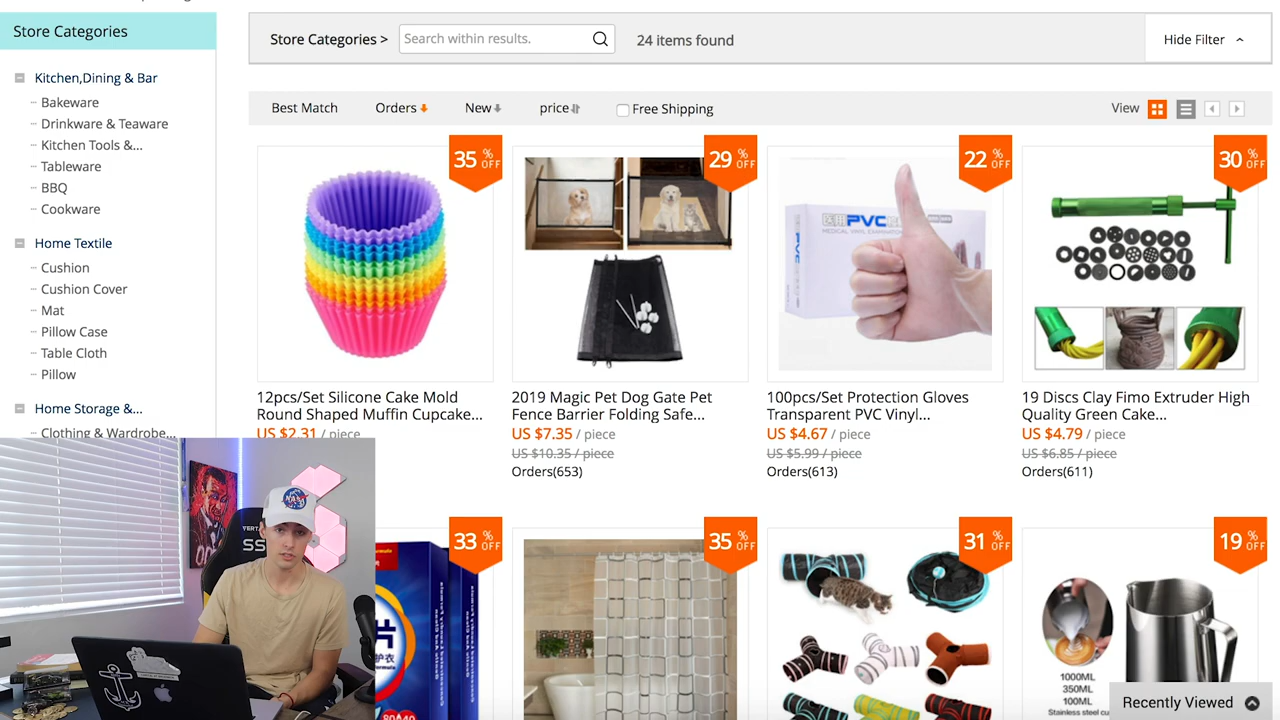 Store Categories
Kitchen,Dining & Bar
Bakeware
Drinkware & Teaware
Kitchen Tools &...
Tableware
BBQ
Cookware
Home Textile
Cushion
Cushion Cover
Mat
Pillow Case
Table Cloth
Pillow
Home Storage &...
Clothing & Wardrobe...
Store Categories >
Search within results.
24 items found
Hide Filter
Best Match
Orders
New
price
Free Shipping
View
35 % OFF
29 % OFF
22 % OFF
30 % OFF
PVC
MEDICAL VINYL EXAMINATION
PVC
12pcs/Set Silicone Cake Mold
Round Shaped Muffin Cupcake...
US $2.31 / piece
2019 Magic Pet Dog Gate Pet
Fence Barrier Folding Safe...
US $7.35 / piece
US $10.35 / piece
Orders(653)
100pcs/Set Protection Gloves
Transparent PVC Vinyl...
US $4.67 / piece
US $5.99 / piece
Orders(613)
19 Discs Clay Fimo Extruder High
Quality Green Cake...
US $4.79 / piece
US $6.85 / piece
Orders(611)
33 % OFF
35 % OFF
31 % OFF
19 % OFF
NASA
片
1000ML
350ML
100ML
Stainless steel cu
Recently Viewed